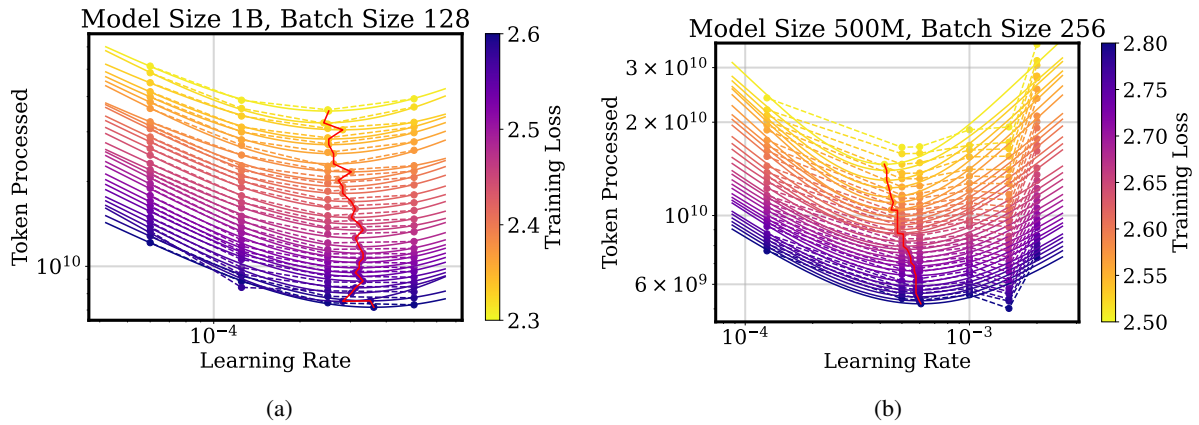 Model Size 1B, Batch Size 128
Token Processed
10^10
10^-4
Learning Rate
2.6
2.5
2.4
2.3
Training Loss
(a)
Model Size 500M, Batch Size 256
Token Processed
3 × 10^10
2 × 10^10
10^10
6 × 10^9
10^-4
10^-3
Learning Rate
2.80
2.75
2.70
2.65
2.60
2.55
2.50
Training Loss
(b)